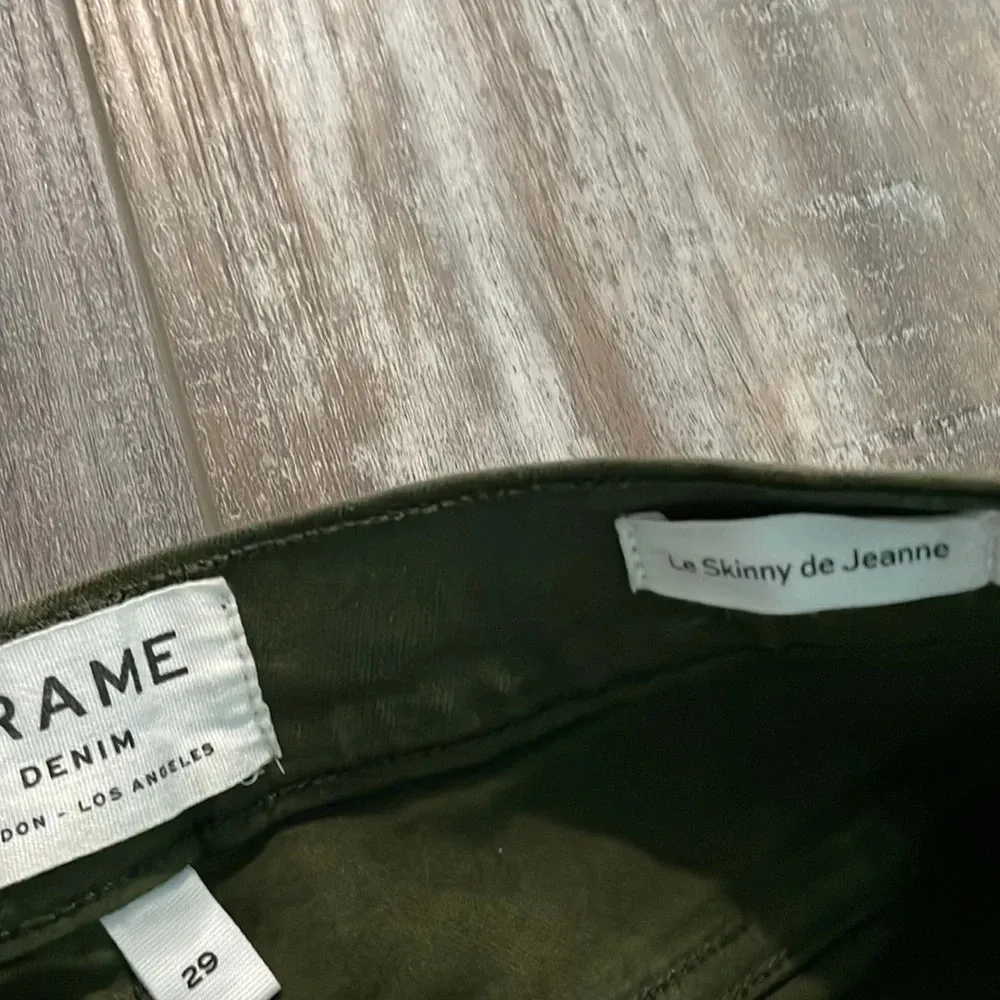 RAME
DENIM
DON - LOS ANGELES
29
Le Skinny de Jeanne